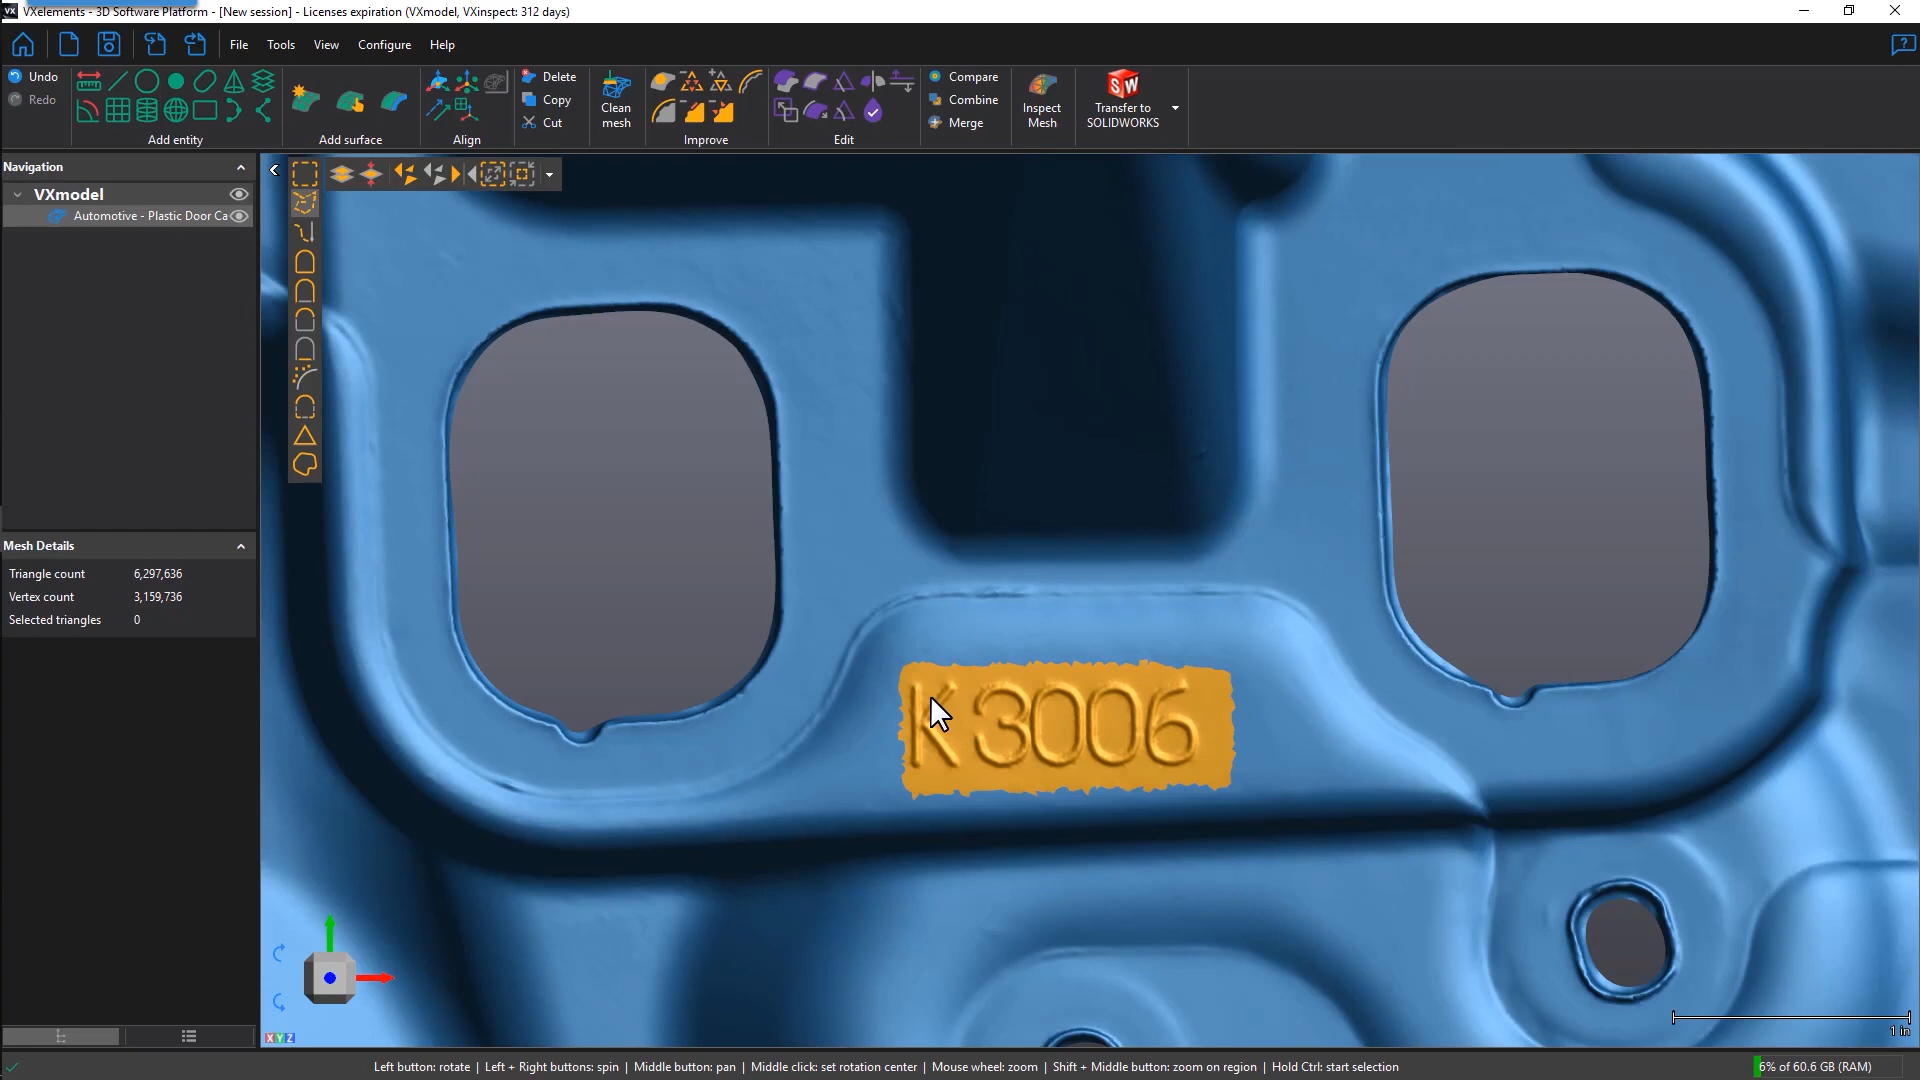 VX VXelements - 3D Software Platform - [New session] - Licenses expiration (VXmodel, VXinspect: 312 days)
File Tools View Configure Help
Undo
Redo
Add entity
Add surface
Align
Delete
Copy
Cut
Clean
mesh
Improve
Edit
Compare
Combine
Merge
Inspect
Mesh
SW
Transfer to
SOLIDWORKS
Navigation
VXmodel
Automotive - Plastic Door Ca
Mesh Details
Triangle count 6,297,636
Vertex count 3,159,736
Selected triangles 0
K 3006
XYZ
1 in
Left button: rotate | Left + Right buttons: spin | Middle button: pan | Middle click: set rotation center | Mouse wheel: zoom | Shift + Middle button: zoom on region | Hold Ctrl: start selection
6% of 60.6 GB (RAM)